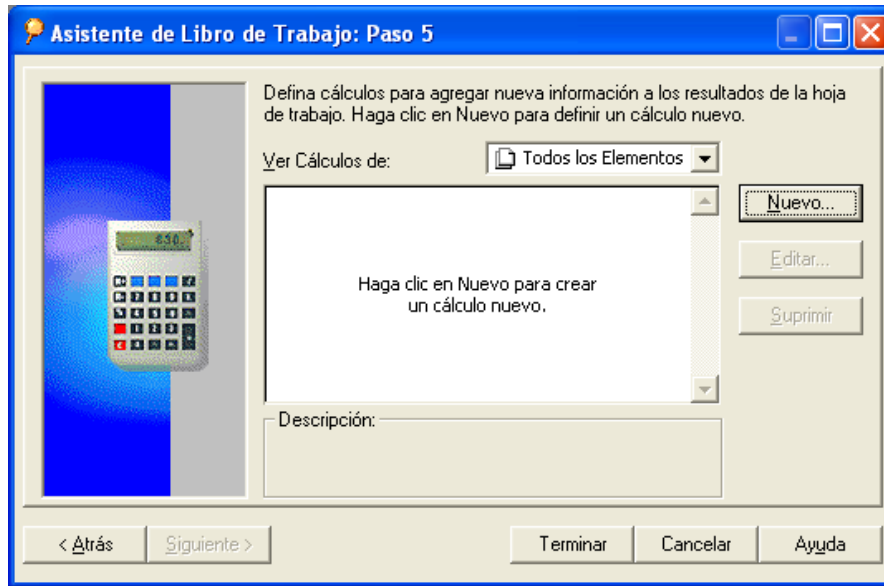 Asistente de Libro de Trabajo: Paso 5
Defina cálculos para agregar nueva información a los resultados de la hoja
de trabajo. Haga clic en Nuevo para definir un cálculo nuevo.
Ver Cálculos de:
Todos los Elementos
Nuevo...
Haga clic en Nuevo para crear
un cálculo nuevo.
Editar...
Suprimir
Descripción:
< Atrás
Siguiente >
Terminar
Cancelar
Ayuda